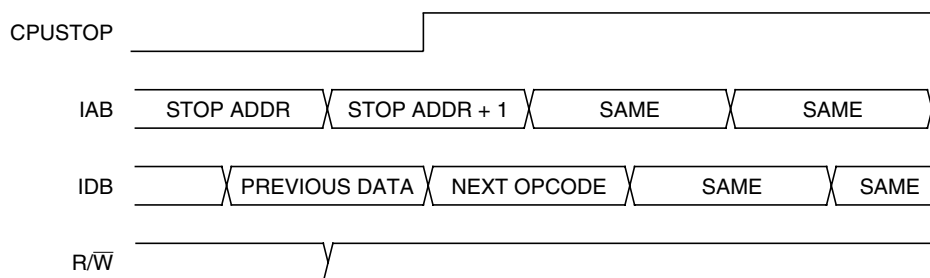 CPUSTOP
IAB STOP ADDR STOP ADDR + 1 SAME SAME
IDB PREVIOUS DATA NEXT OPCODE SAME SAME
R/W̅